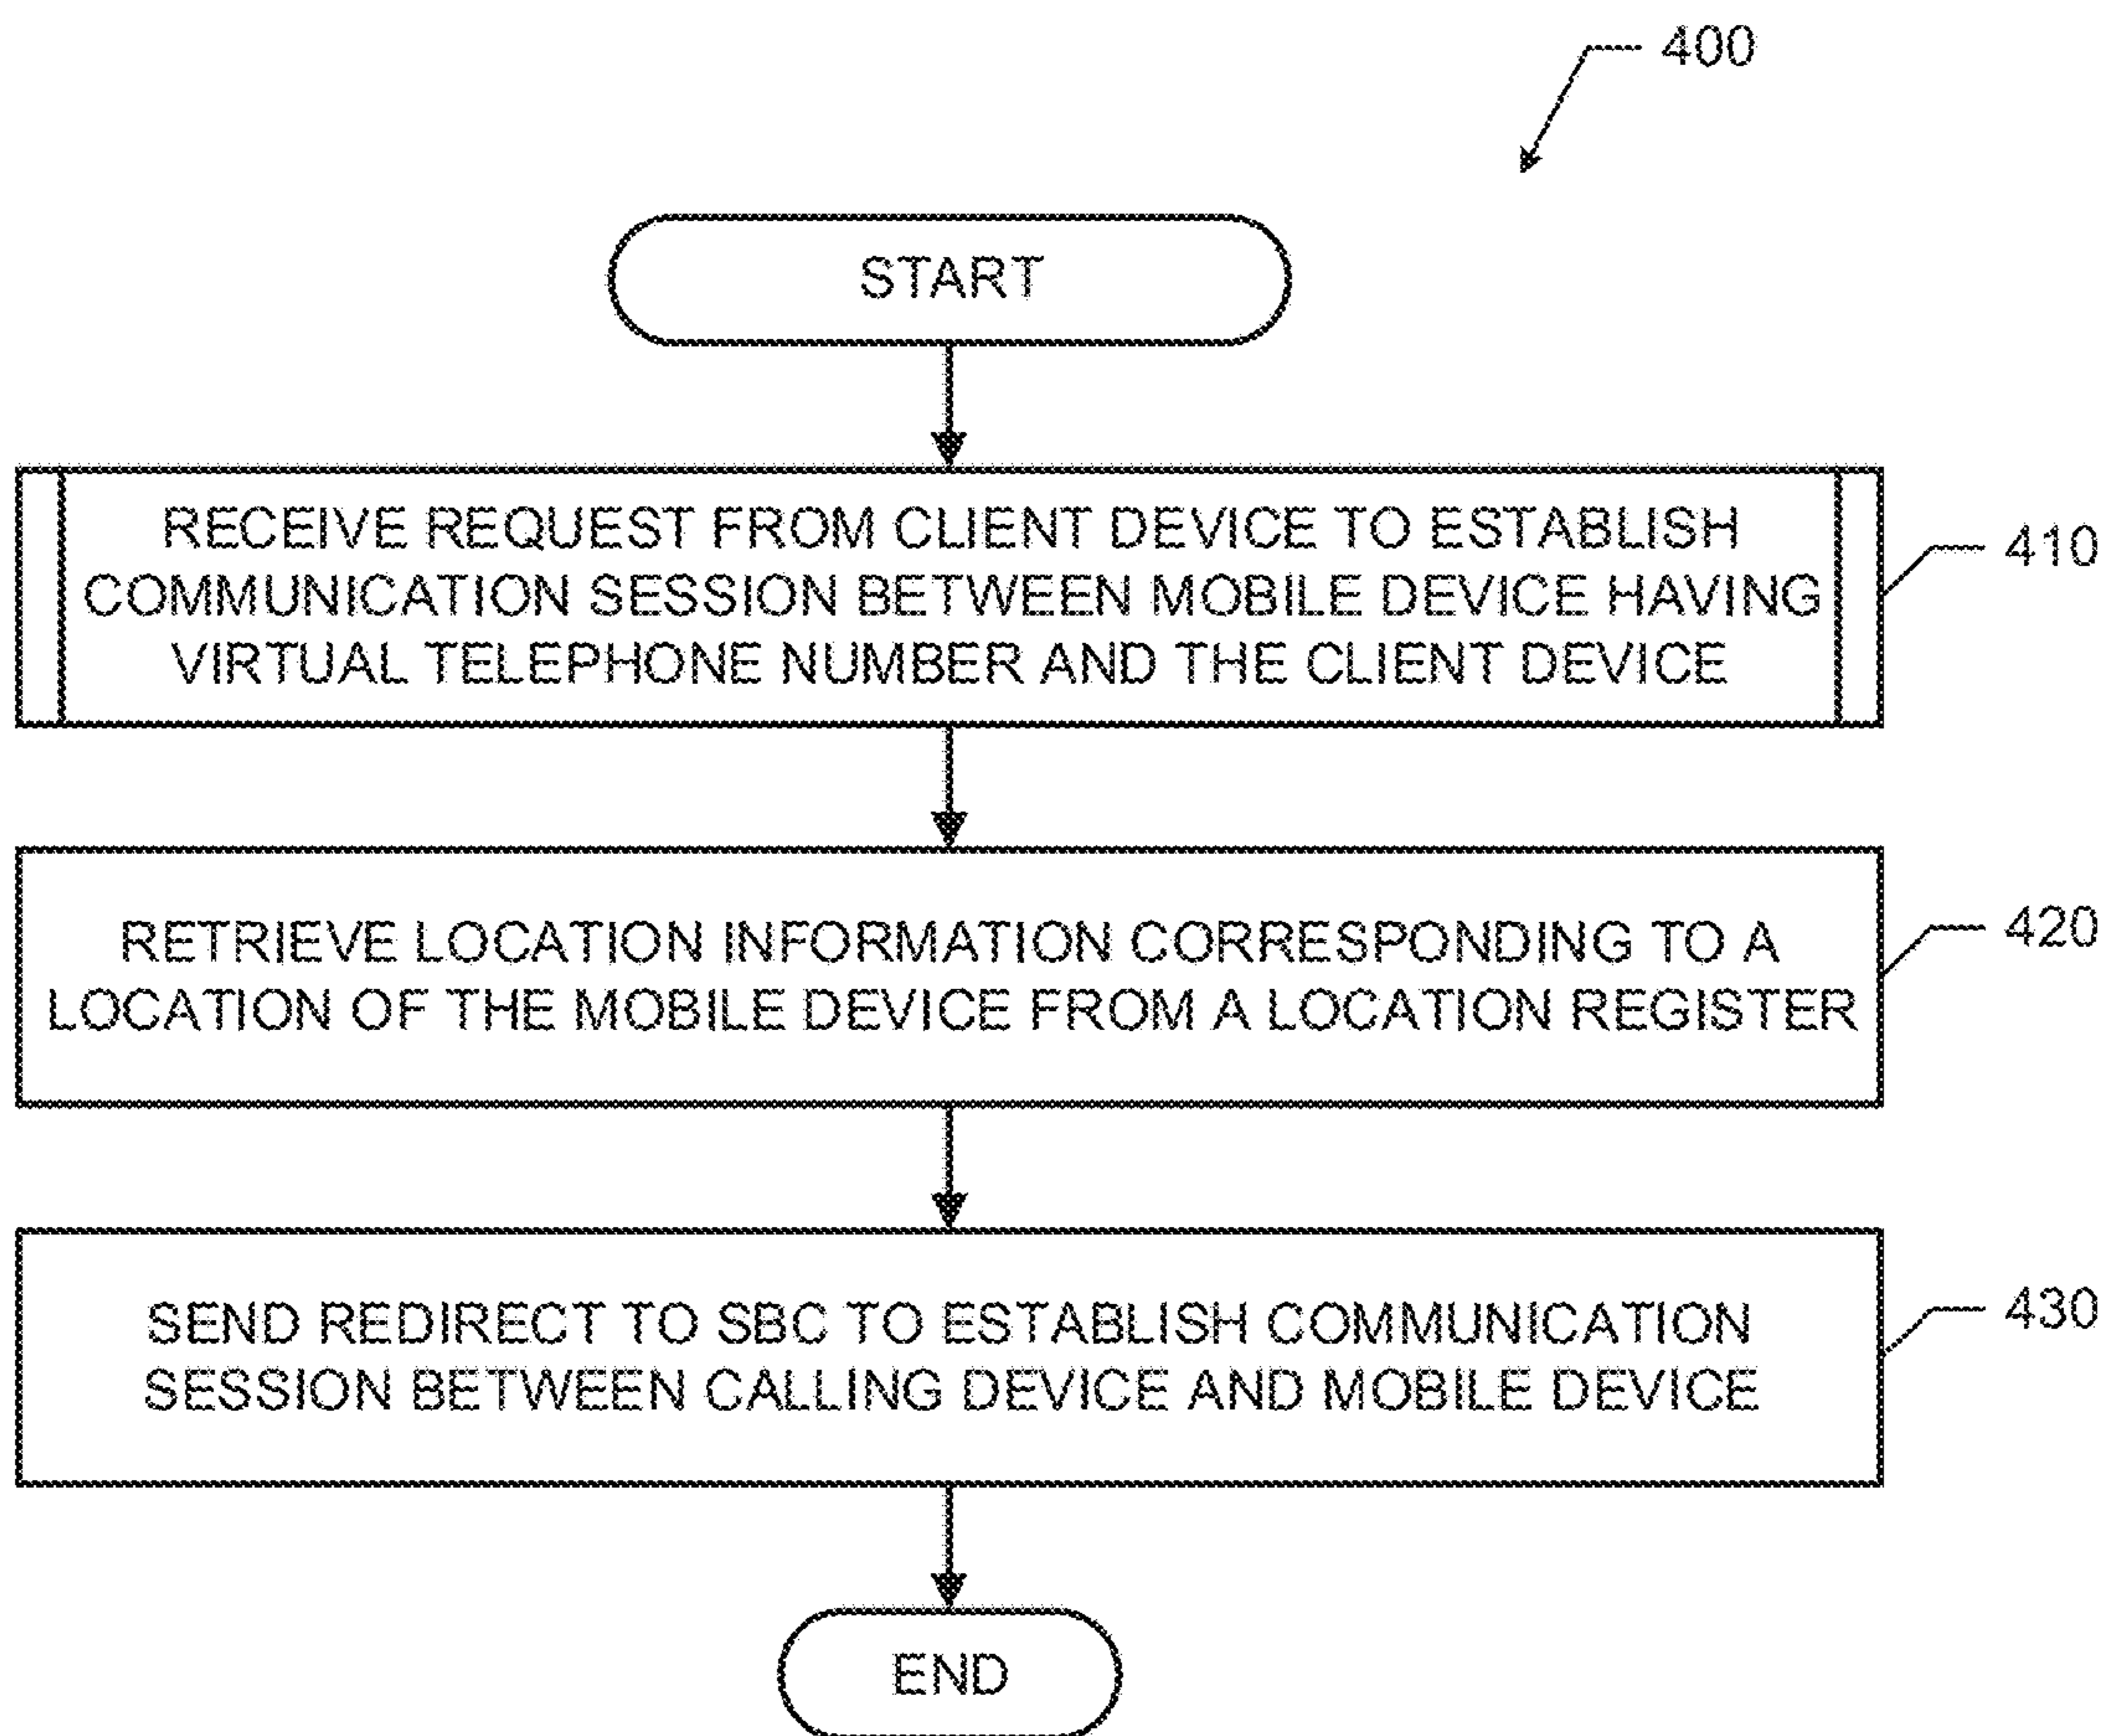 400
START
RECEIVE REQUEST FROM CLIENT DEVICE TO ESTABLISH
COMMUNICATION SESSION BETWEEN MOBILE DEVICE HAVING
VIRTUAL TELEPHONE NUMBER AND THE CLIENT DEVICE
410
RETRIEVE LOCATION INFORMATION CORRESPONDING TO A
LOCATION OF THE MOBILE DEVICE FROM A LOCATION REGISTER
420
SEND REDIRECT TO SBC TO ESTABLISH COMMUNICATION
SESSION BETWEEN CALLING DEVICE AND MOBILE DEVICE
430
END